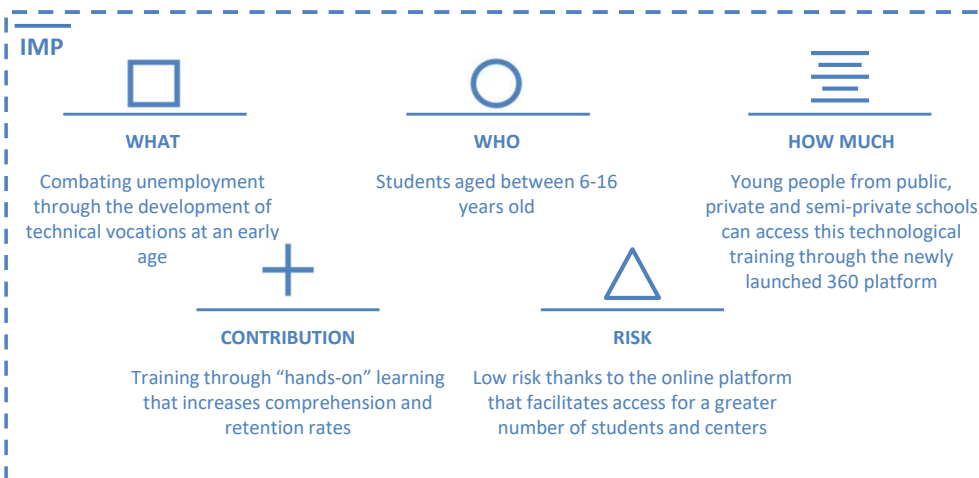 IMP
WHAT
Combating unemployment
through the development of
technical vocations at an early
age
WHO
Students aged between 6-16
years old
HOW MUCH
Young people from public,
private and semi-private schools
can access this technological
training through the newly
launched 360 platform
CONTRIBUTION
Training through “hands-on” learning
that increases comprehension and
retention rates
RISK
Low risk thanks to the online platform
that facilitates access for a greater
number of students and centers